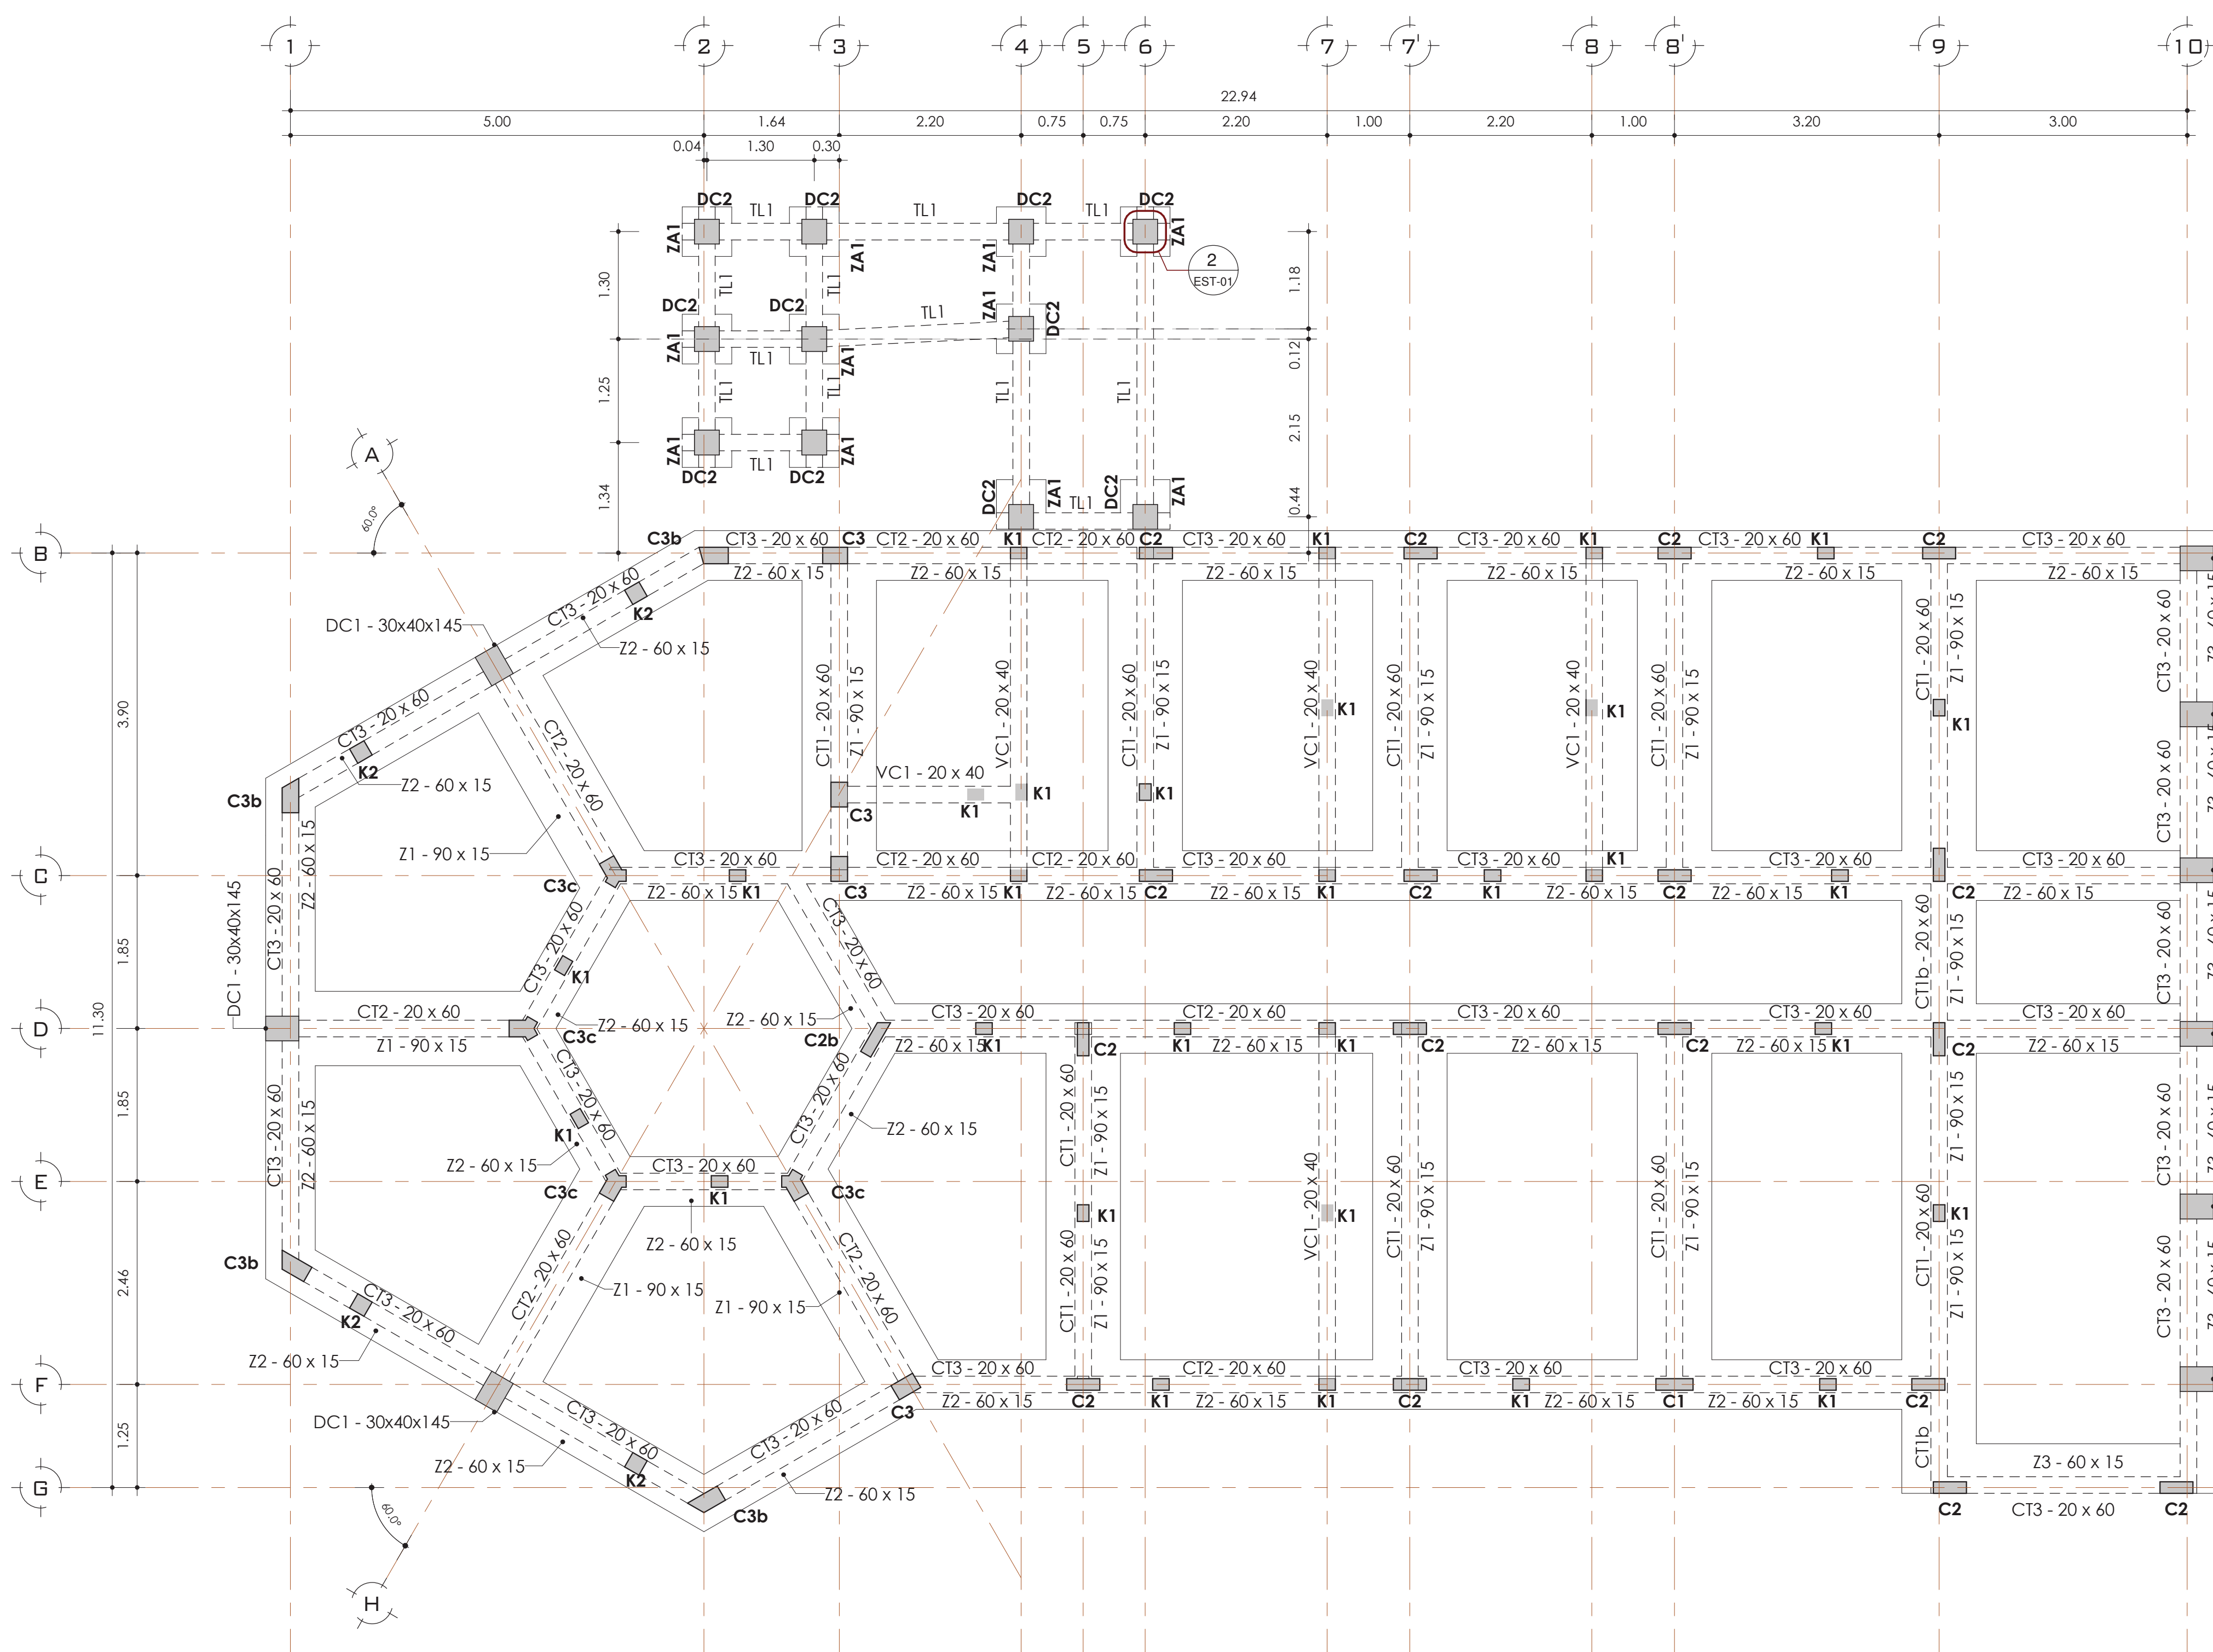 1 2 3 4 5 6 7 7' 8 8' 9 10
22.94
5.00 1.64 2.20 0.75 0.75 2.20 1.00 2.20 1.00 3.20 3.00
0.04 1.30 0.30
DC2 DC2 DC2 DC2
TL1 TL1 TL1
ZA1 ZA1 ZA1 ZA1
2
EST-01
1.30 TL1 TL1 1.18
DC2 DC2 ZA1 TL1 DC2
ZA1 TL1 ZA1 0.12
1.25 TL1 TL1 TL1 TL1 2.15
ZA1 TL1 ZA1
DC2 DC2
A
60.0°
1.34 DC2 ZA1 TL1 DC2 ZA1 0.44
C3b CT3 - 20 x 60 C3 CT2 - 20 x 60 K1 CT2 - 20 x 60 C2 CT3 - 20 x 60 K1 C2 CT3 - 20 x 60 K1 C2 CT3 - 20 x 60 K1 C2 CT3 - 20 x 60
B
Z2 - 60 x 15 Z2 - 60 x 15 Z2 - 60 x 15 Z2 - 60 x 15 Z2 - 60 x 15 Z2 - 60 x 15
CT3 - 20 x 60
K2
DC1 - 30x40x145
Z2 - 60 x 15
CT1 - 20 x 60 Z1 - 90 x 15 CT3 - 20 x 60
3.90
CT3 - 20 x 60
K2
Z2 - 60 x 15
CT2 - 20 x 60
CT1 - 20 x 60 Z1 - 90 x 15 VC1 - 20 x 40 CT1 - 20 x 60 Z1 - 90 x 15 VC1 - 20 x 40 K1 CT1 - 20 x 60 Z1 - 90 x 15 VC1 - 20 x 40 K1 CT1 - 20 x 60 Z1 - 90 x 15 K1 CT3 - 20 x 60
VC1 - 20 x 40
C3b
C3 K1 K1 K1
Z1 - 90 x 15
CT3 - 20 x 60 CT2 - 20 x 60 CT2 - 20 x 60 CT3 - 20 x 60 CT3 - 20 x 60 K1 CT3 - 20 x 60 CT3 - 20 x 60
C
C3c Z2 - 60 x 15 K1 C3 Z2 - 60 x 15 K1 Z2 - 60 x 15 C2 Z2 - 60 x 15 K1 C2 K1 Z2 - 60 x 15 C2 Z2 - 60 x 15 K1 C2 Z2 - 60 x 15
DC1 - 30x40x145 CT3 - 20 x 60 Z2 - 60 x 15
1.85
CT3 - 20 x 60 K1 CT3 - 20 x 60 CT1b - 20 x 60 Z1 - 90 x 15 CT3 - 20 x 60
CT2 - 20 x 60 Z2 - 60 x 15 Z2 - 60 x 15 CT3 - 20 x 60 CT2 - 20 x 60 CT3 - 20 x 60 CT3 - 20 x 60 CT3 - 20 x 60
D
11.30
Z1 - 90 x 15 C3c C2b Z2 - 60 x 15 K1 C2 K1 Z2 - 60 x 15 K1 C2 Z2 - 60 x 15 C2 Z2 - 60 x 15 K1 C2 Z2 - 60 x 15
1.85
CT3 - 20 x 60 Z2 - 60 x 15
CT3 - 20 x 60 K1
CT3 - 20 x 60 Z2 - 60 x 15
CT1 - 20 x 60 Z1 - 90 x 15 Z1 - 90 x 15 CT3 - 20 x 60
Z2 - 60 x 15
CT3 - 20 x 60
E
C3c K1 C3c
Z2 - 60 x 15
CT1 - 20 x 60 Z1 - 90 x 15 K1 VC1 - 20 x 40 K1 CT1 - 20 x 60 Z1 - 90 x 15 CT1 - 20 x 60 Z1 - 90 x 15 CT1 - 20 x 60 Z1 - 90 x 15 K1 CT3 - 20 x 60
2.46
C3b
CT2 - 20 x 60 Z1 - 90 x 15 Z1 - 90 x 15 CT2 - 20 x 60
CT3 - 20 x 60
K2
Z2 - 60 x 15
CT3 - 20 x 60 CT2 - 20 x 60 CT3 - 20 x 60 CT3 - 20 x 60
F
C3 Z2 - 60 x 15 C2 K1 Z2 - 60 x 15 K1 C2 K1 Z2 - 60 x 15 C1 Z2 - 60 x 15 K1 C2
DC1 - 30x40x145
1.25
CT3 - 20 x 60 CT3 - 20 x 60
CT1b
Z2 - 60 x 15 K2
Z3 - 60 x 15
G
Z2 - 60 x 15
C3b
C2 CT3 - 20 x 60 C2
60.0°
H